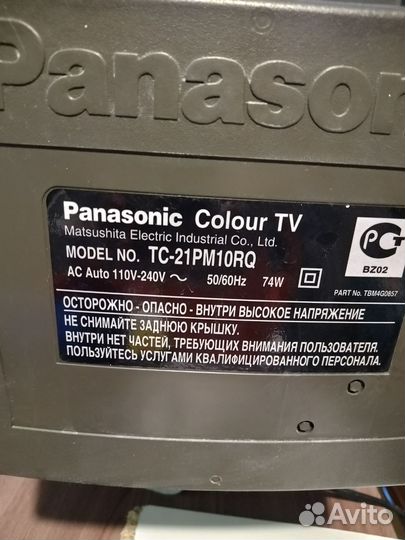 Panasonic
Panasonic Colour TV
Matsushita Electric Industrial Co., Ltd.
MODEL NO. TC-21PM10RQ
AC Auto 110V-240V ~ 50/60Hz 74W
PG
BZ02
PART No. TBM4G0857
ОСТОРОЖНО - ОПАСНО - ВНУТРИ ВЫСОКОЕ НАПРЯЖЕНИЕ
НЕ СНИМАЙТЕ ЗАДНЮЮ КРЫШКУ.
ВНУТРИ НЕТ ЧАСТЕЙ, ТРЕБУЮЩИХ ВНИМАНИЯ ПОЛЬЗОВАТЕЛЯ.
ПОЛЬЗУЙТЕСЬ УСЛУГАМИ КВАЛИФИЦИРОВАННОГО ПЕРСОНАЛА.
Avito